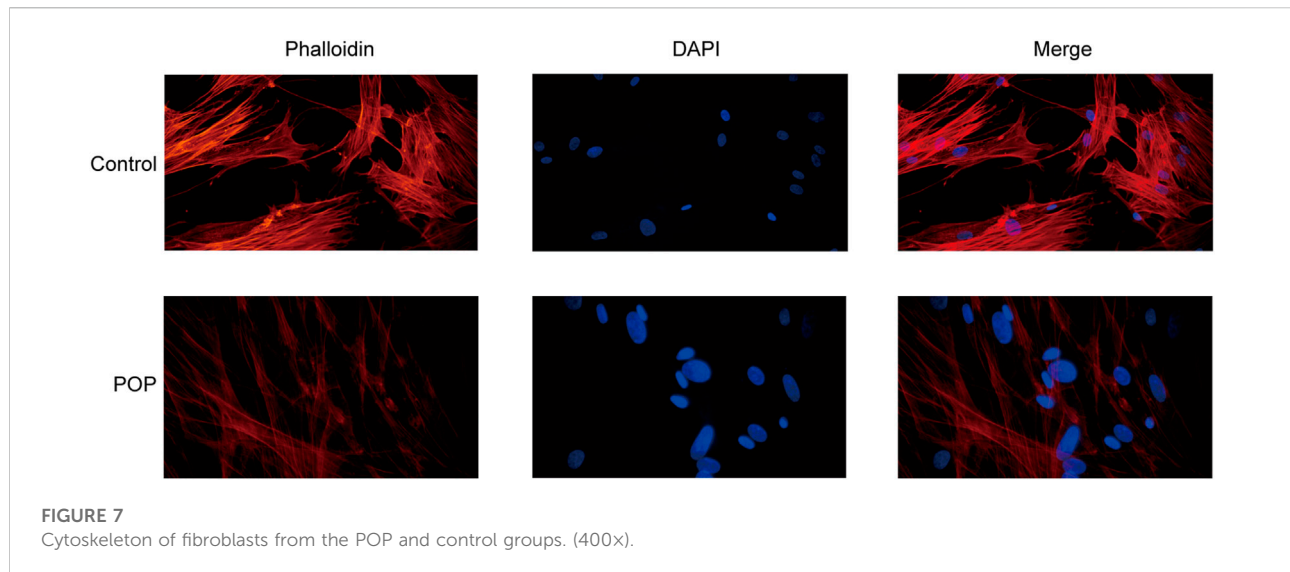 Phalloidin DAPI Merge
Control
POP
FIGURE 7
Cytoskeleton of fibroblasts from the POP and control groups. (400×).